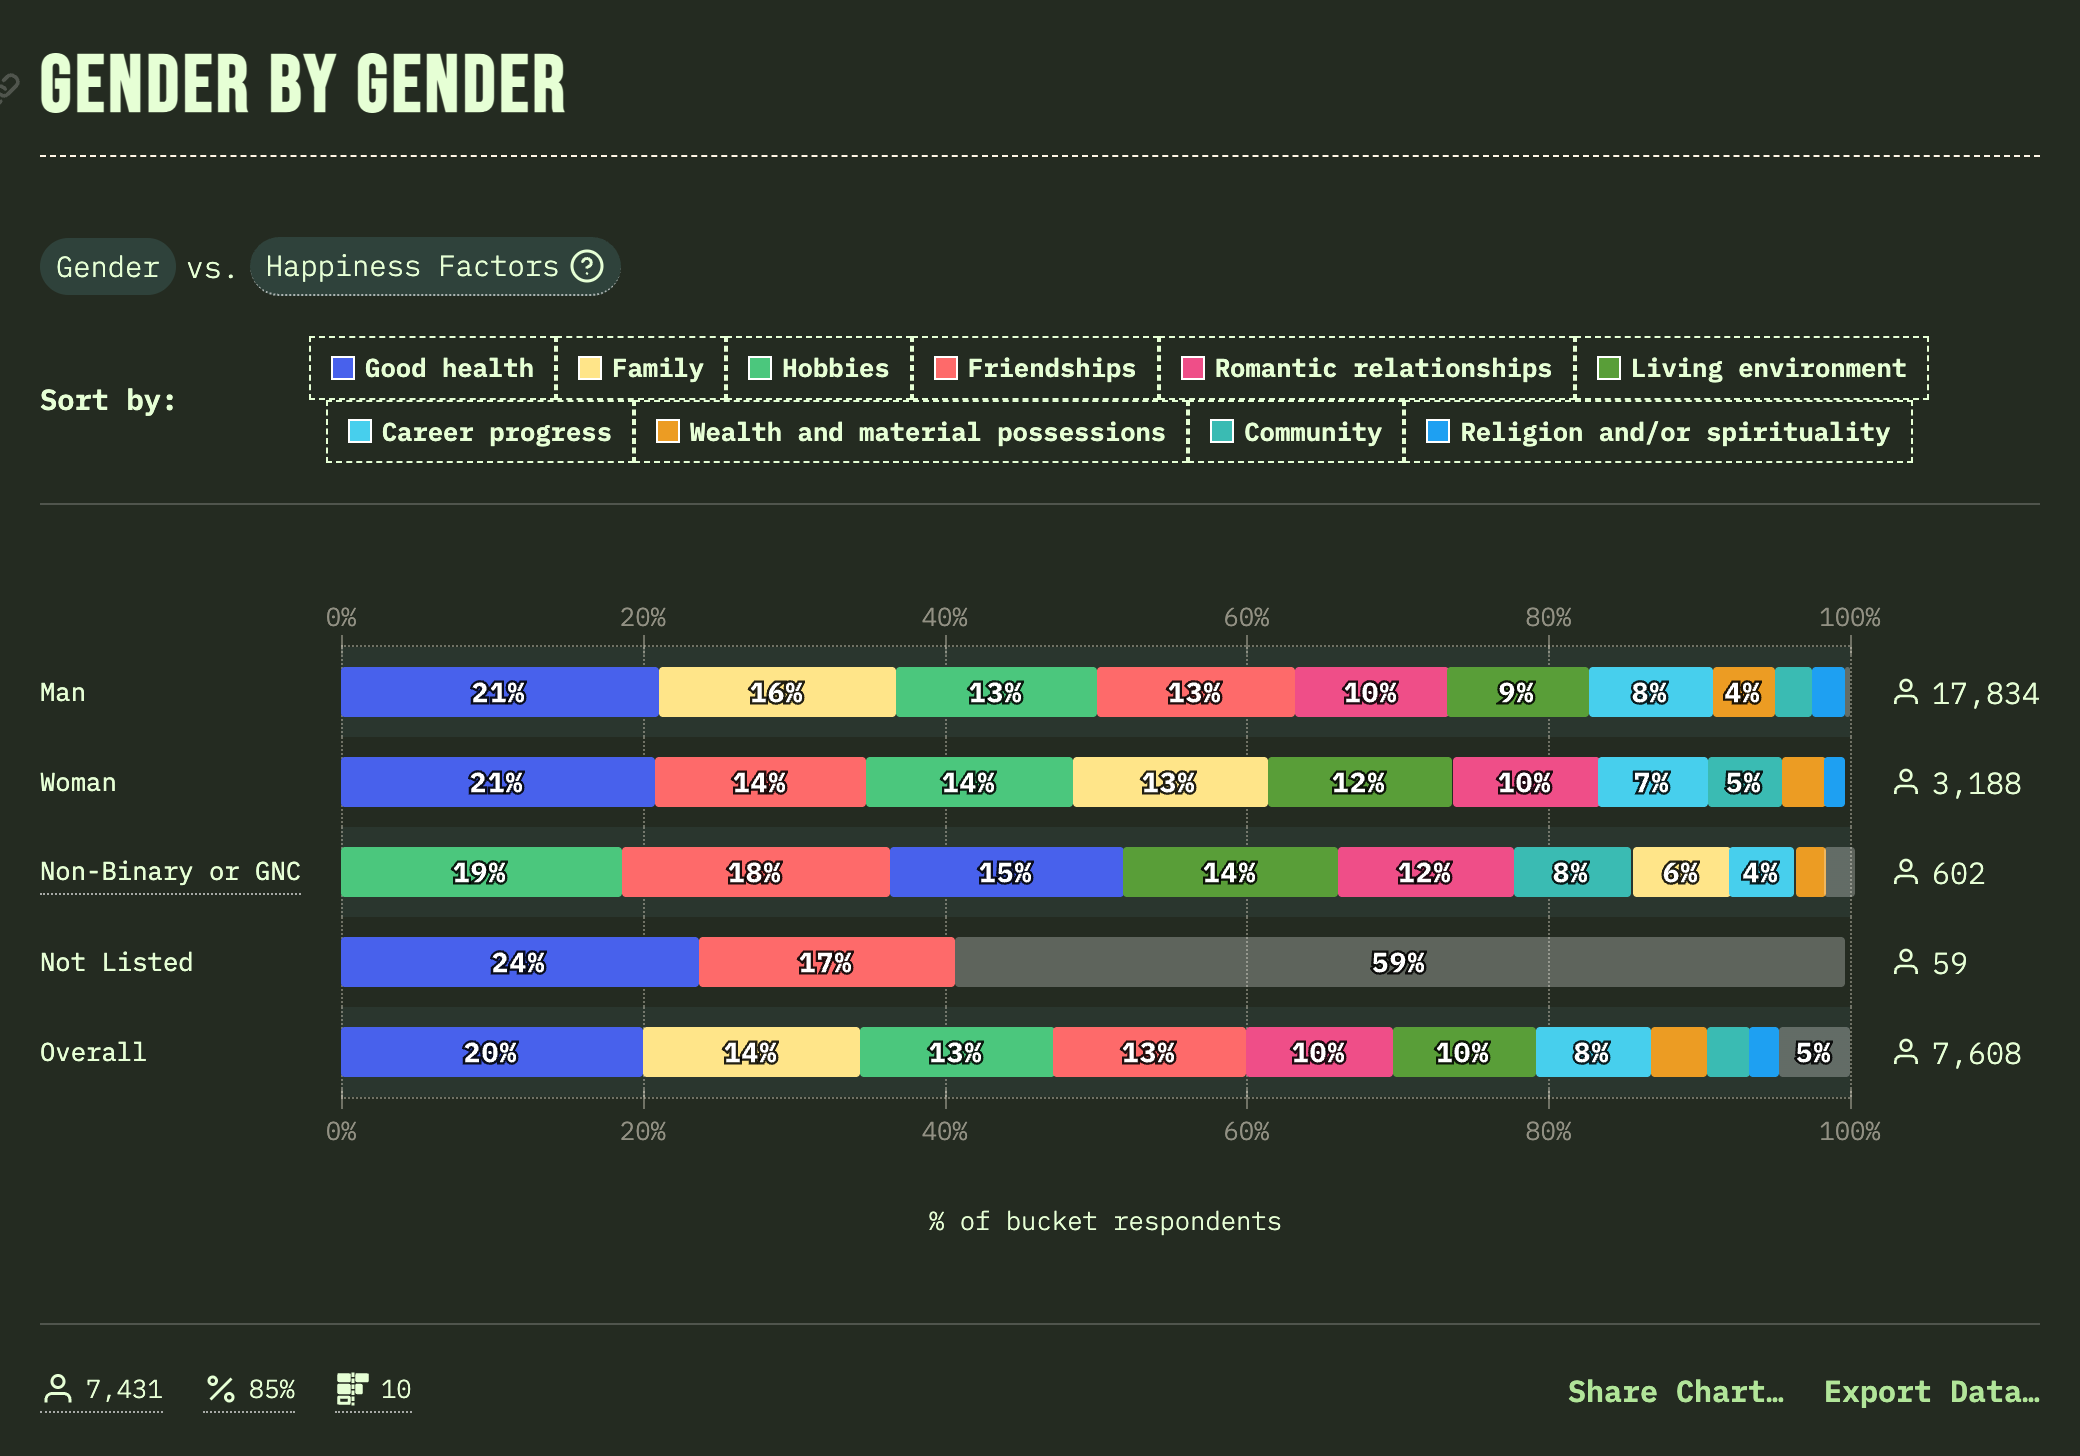 GENDER BY GENDER
Gender vs. Happiness Factors ?
Good health Family Hobbies Friendships Romantic relationships Living environment
Sort by:
Career progress Wealth and material possessions Community Religion and/or spirituality
0% 20% 40% 60% 80% 100%
Man 21% 16% 13% 13% 10% 9% 8% 4% 17,834
Woman 21% 14% 14% 13% 12% 10% 7% 5% 3,188
Non-Binary or GNC 19% 18% 15% 14% 12% 8% 6% 4% 602
Not Listed 24% 17% 59% 59
Overall 20% 14% 13% 13% 10% 10% 8% 5% 7,608
0% 20% 40% 60% 80% 100%
% of bucket respondents
7,431 % 85% 10 Share Chart… Export Data…